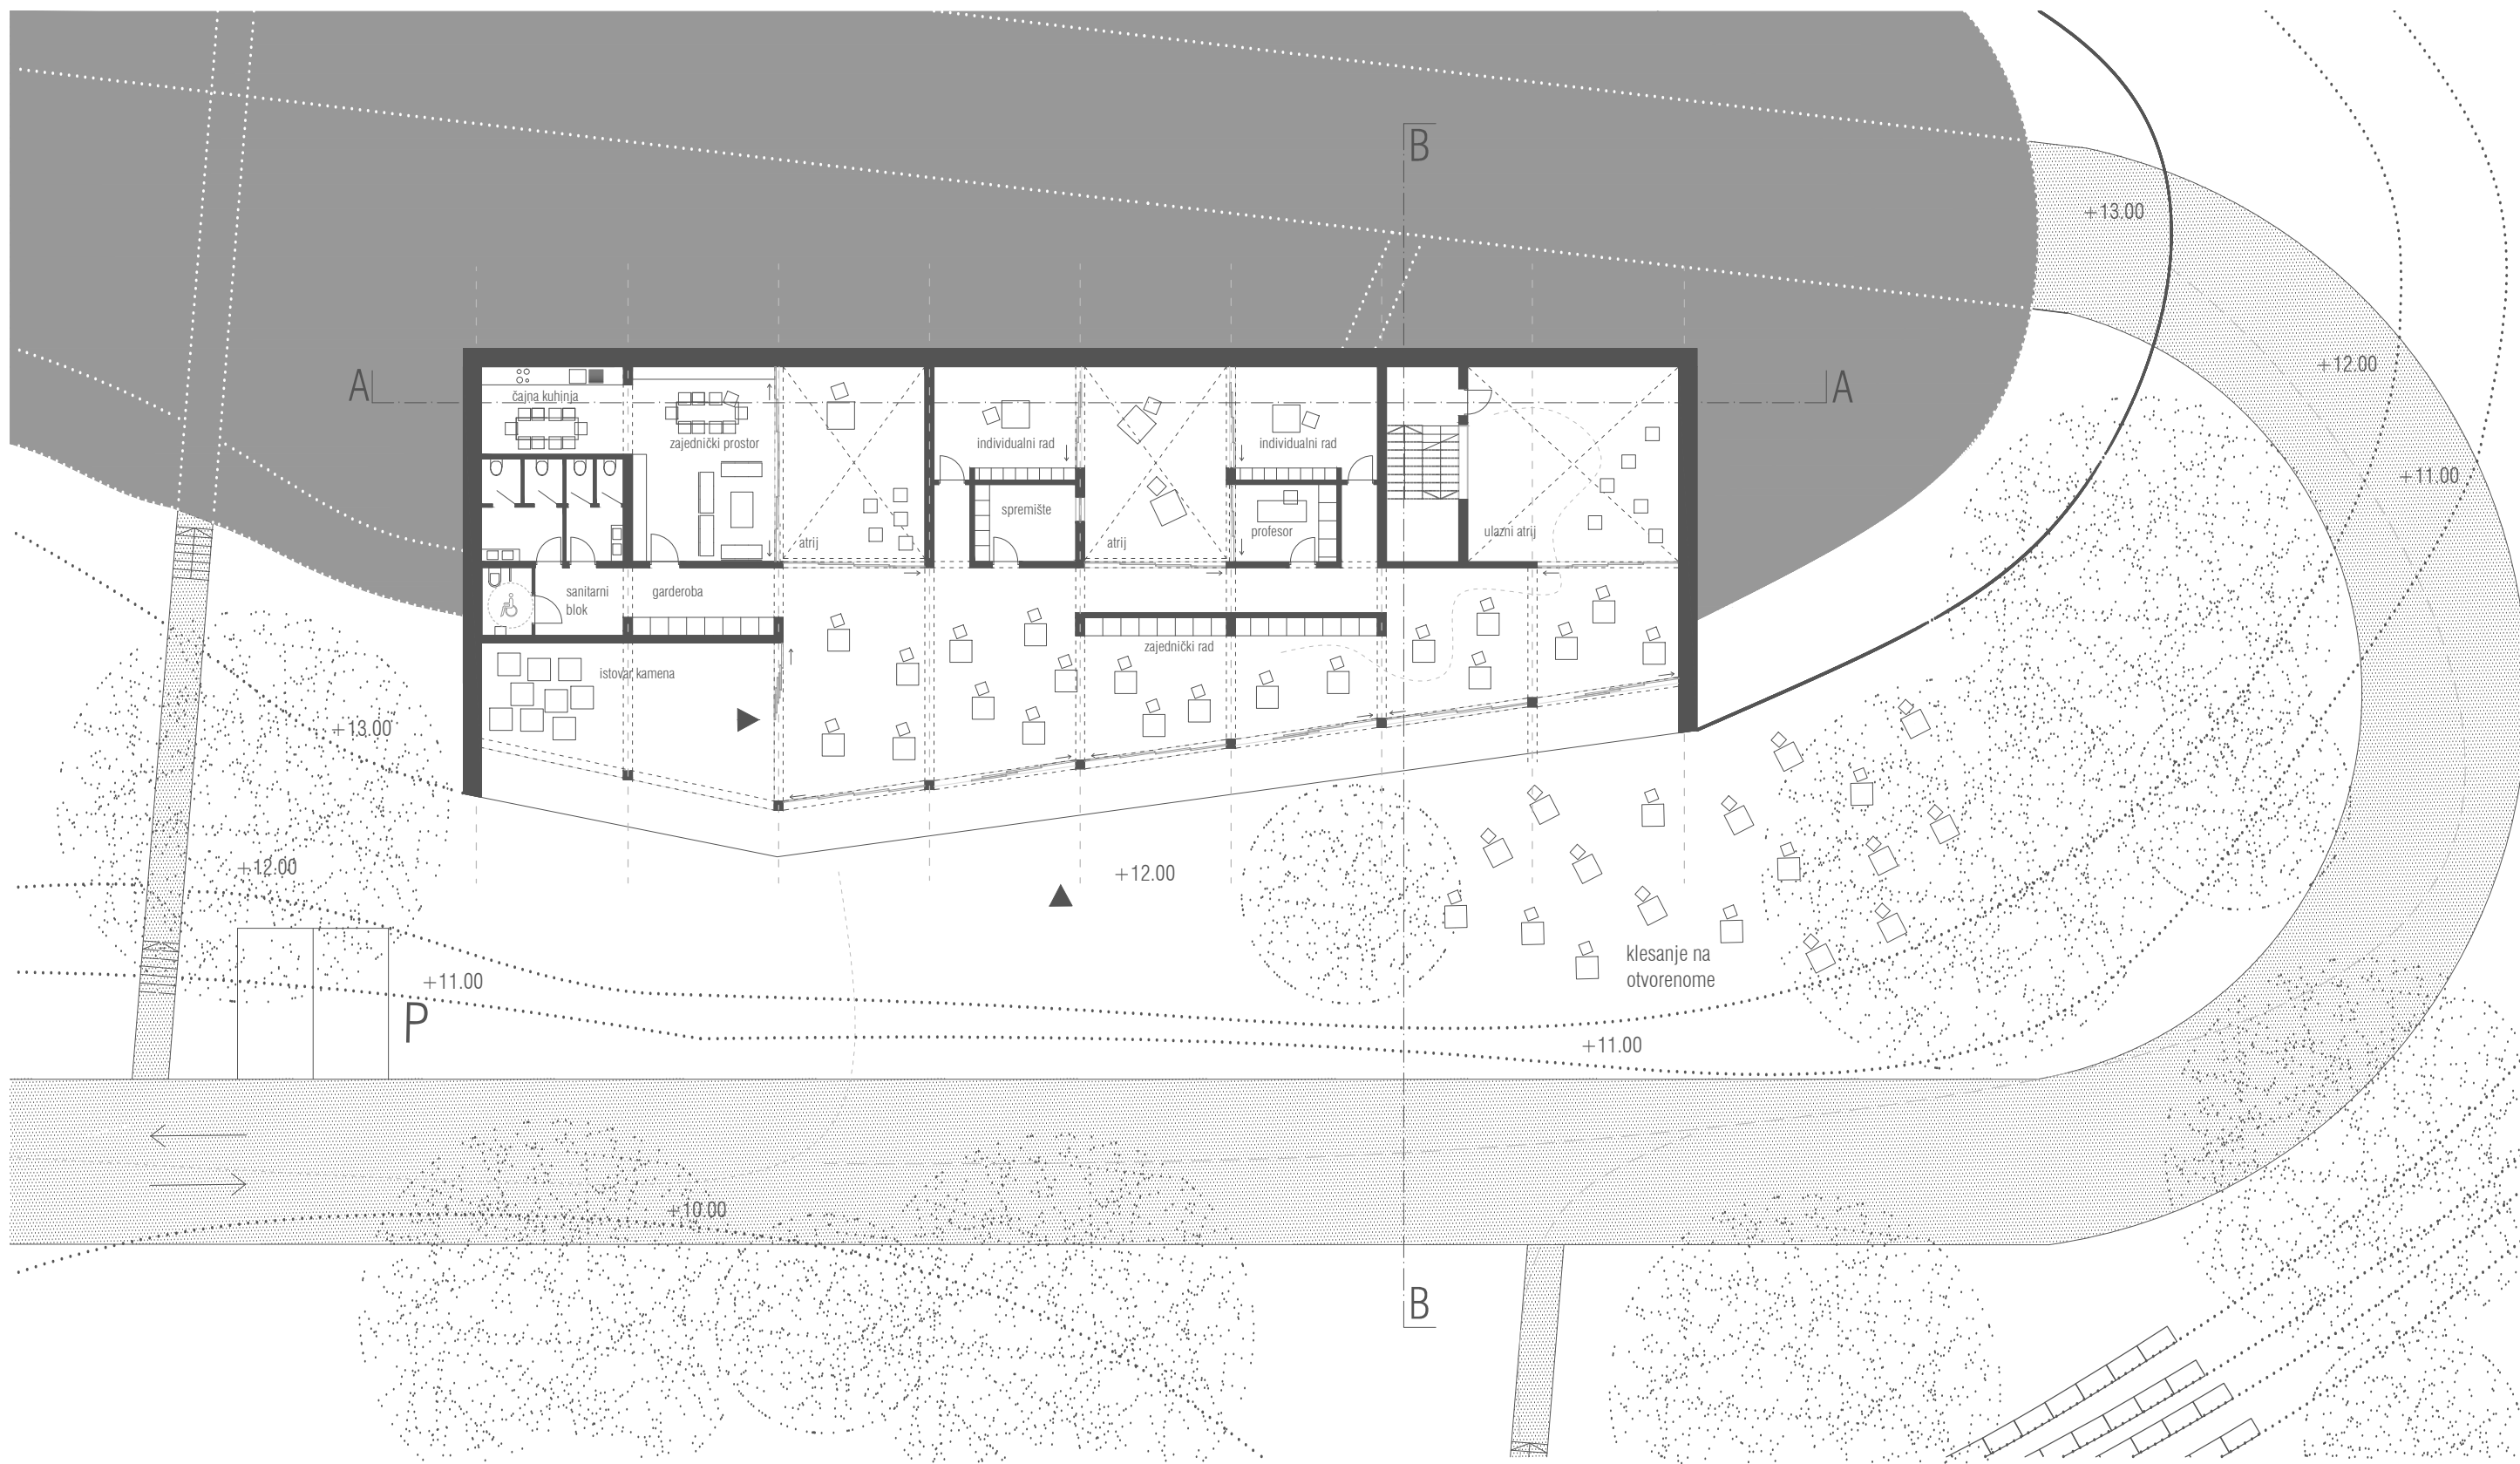 B
+13.00
+12.00
A
A
čajna kuhinja
zajednički prostor
individualni rad
individualni rad
+11.00
spremište
atrij
atrij
profesor
ulazni atrij
sanitarni
blok
garderoba
zajednički rad
istovar kamena
+13.00
+12.00
+12.00
klesanje na
otvorenome
+11.00
P
+11.00
+10.00
B